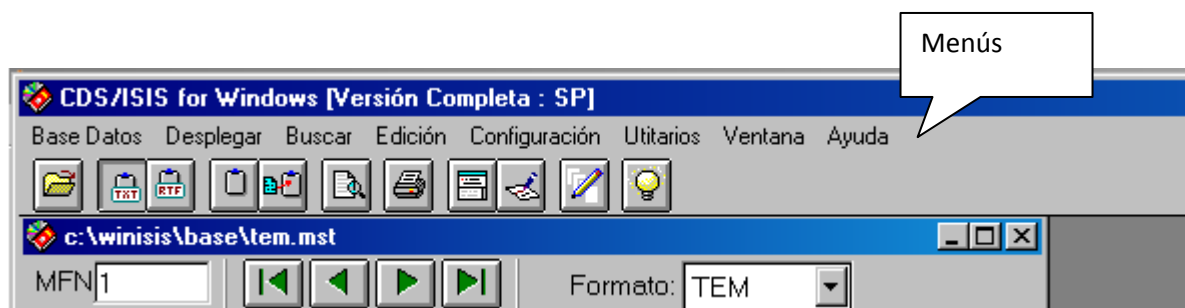 Menús
CDS/ISIS for Windows [Versión Completa : SP]
Base Datos Desplegar Buscar Edición Configuración Utitarios Ventana Ayuda
TXT RTF
c:\winisis\base\tem.mst
MFN 1 Formato: TEM